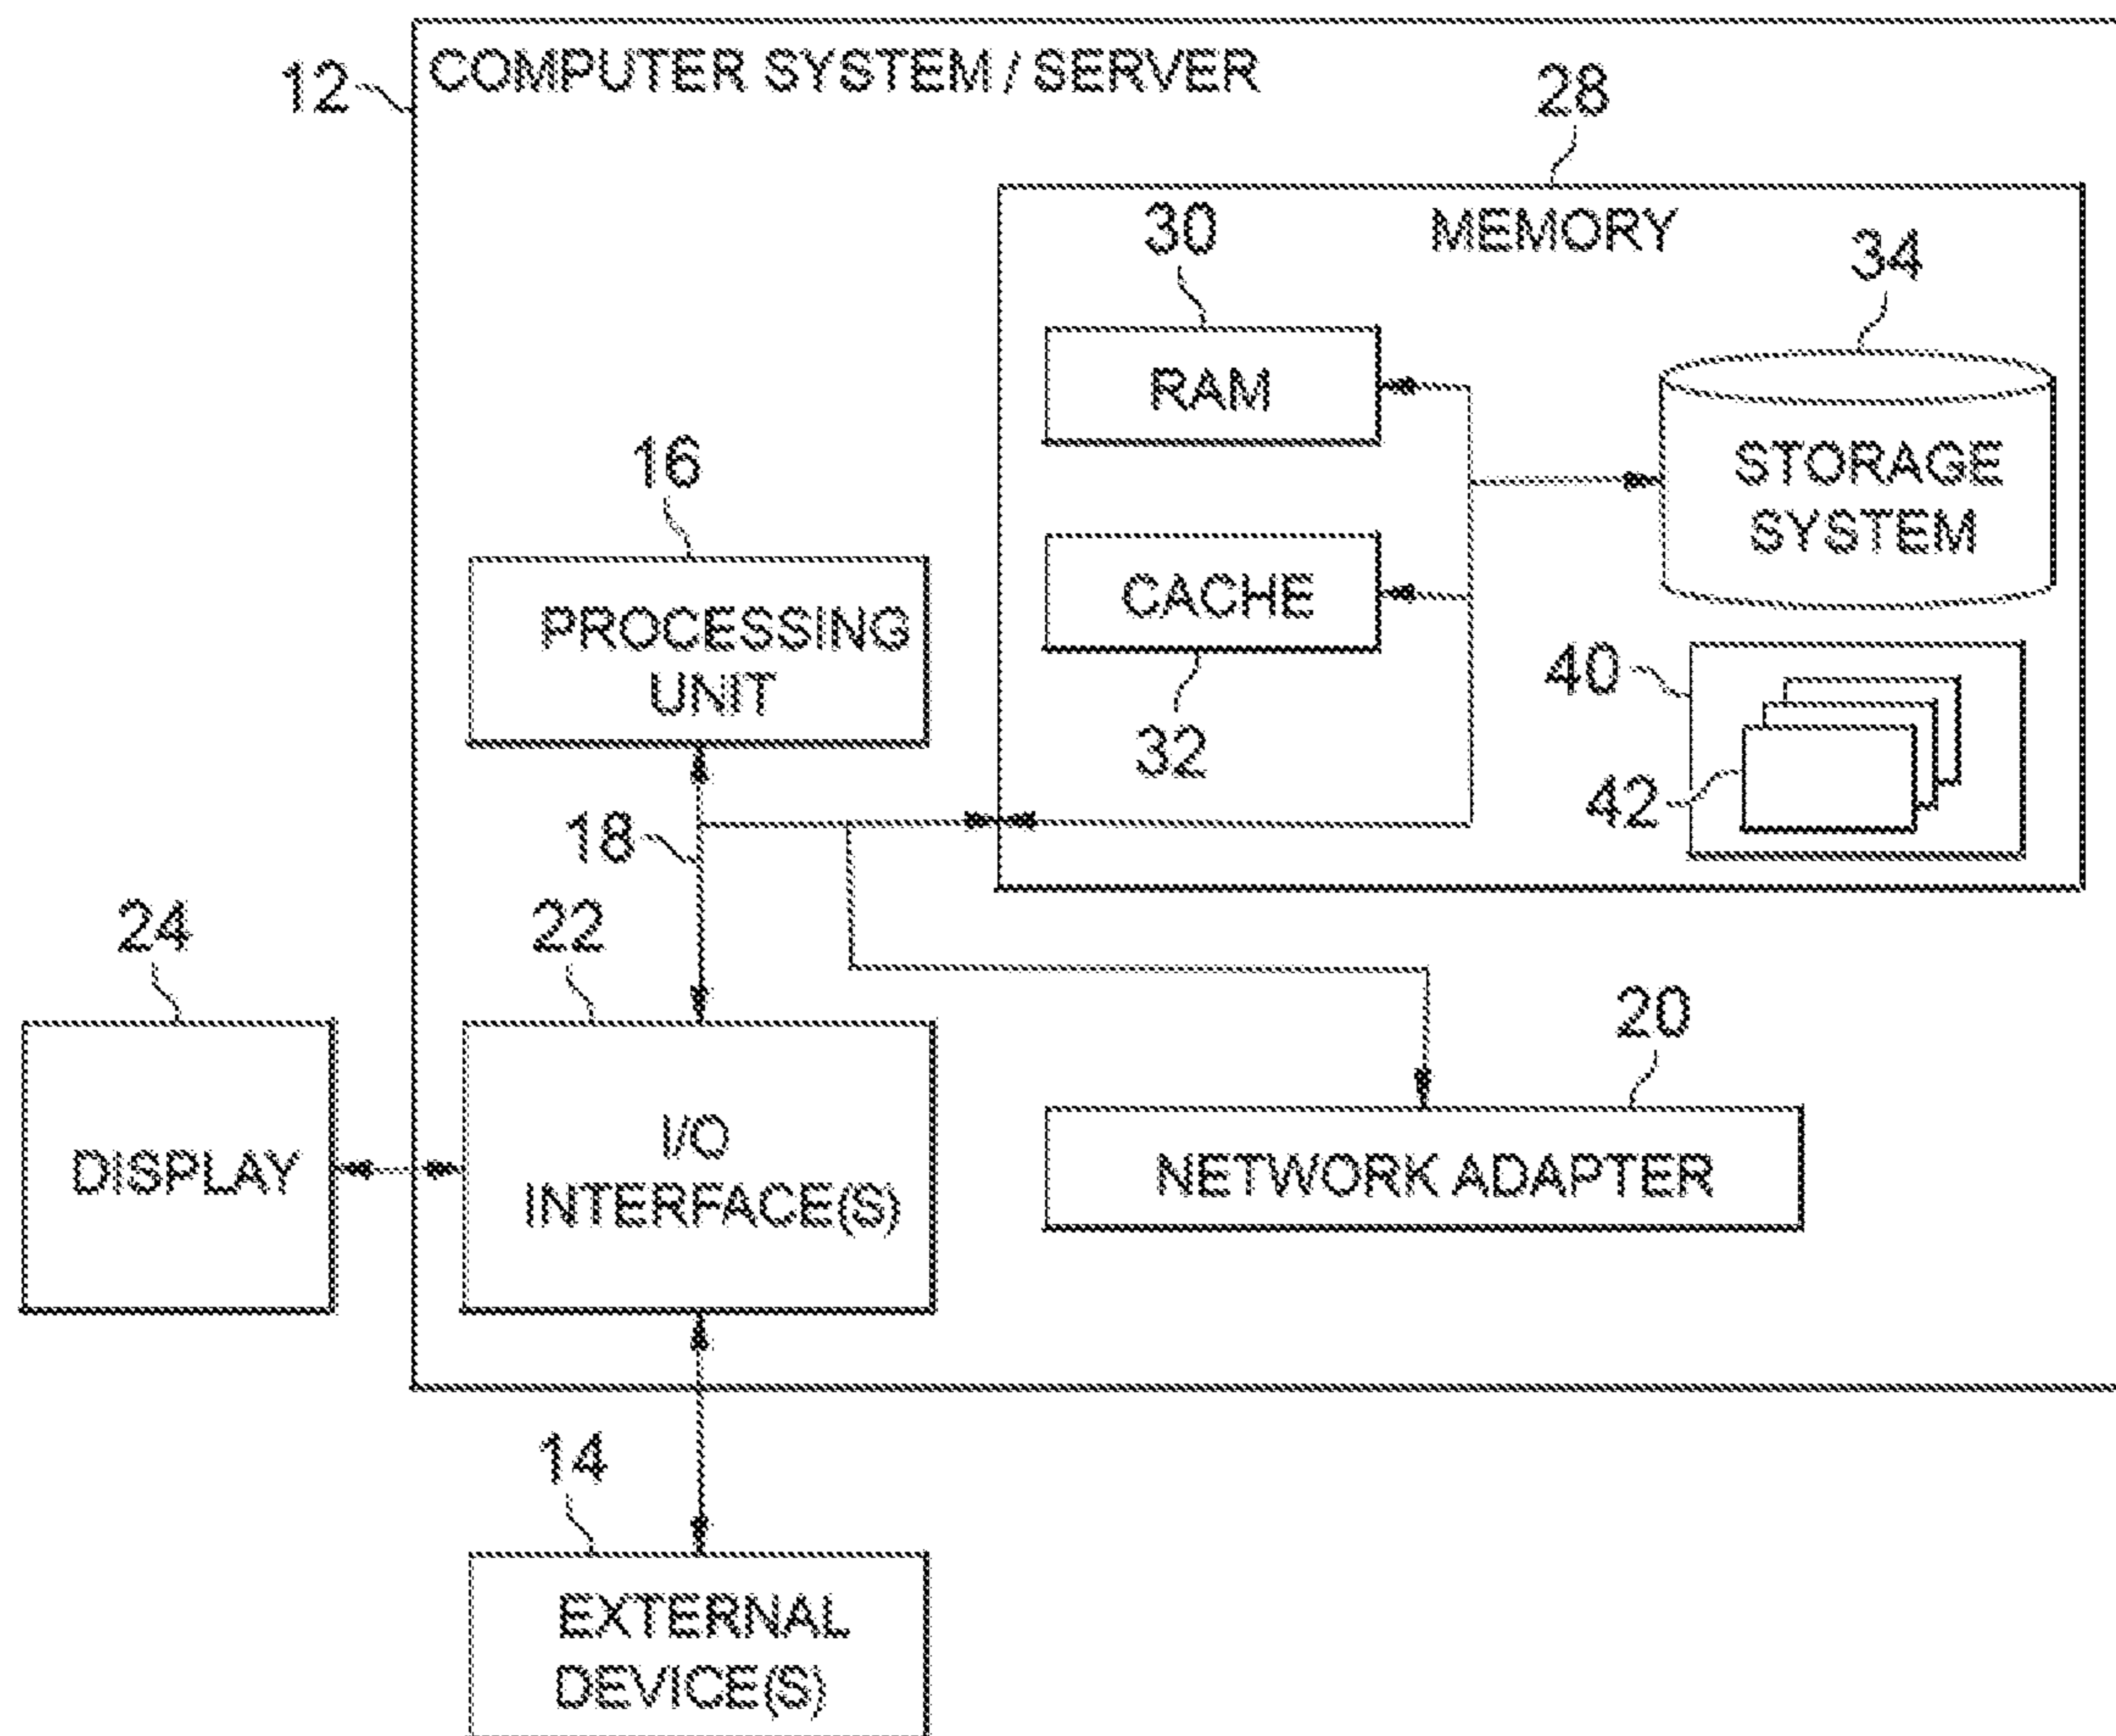 12
COMPUTER SYSTEM / SERVER
28
MEMORY
30
34
RAM
STORAGE
SYSTEM
16
CACHE
PROCESSING
UNIT
32
40
42
18
24
22
20
DISPLAY
I/O
INTERFACE(S)
NETWORK ADAPTER
14
EXTERNAL
DEVICE(S)